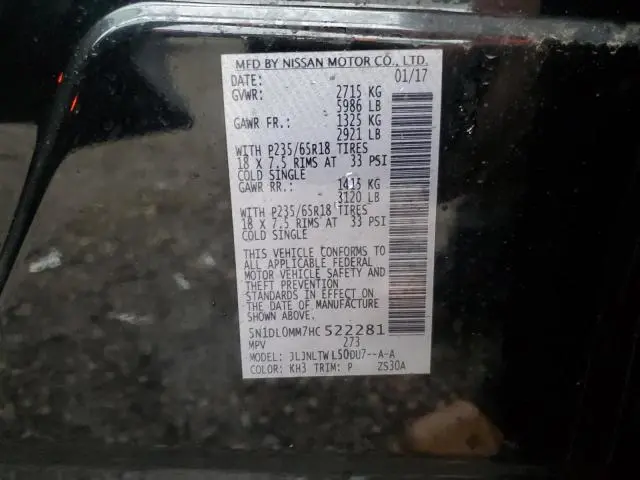 MFD BY NISSAN MOTOR CO., LTD.
DATE: 01/17
GVWR: 2715 KG
5986 LB
GAWR FR.: 1325 KG
2921 LB
WITH P235/65R18 TIRES
18 X 7.5 RIMS AT 33 PSI
COLD SINGLE
GAWR RR.: 1415 KG
3120 LB
WITH P235/65R18 TIRES
18 X 7.5 RIMS AT 33 PSI
COLD SINGLE
THIS VEHICLE CONFORMS TO
ALL APPLICABLE FEDERAL
MOTOR VEHICLE SAFETY AND
THEFT PREVENTION
STANDARDS IN EFFECT ON
THE DATE OF MANUFACTURE
SHOWN ABOVE.
5N1DL0MM7HC522281
MPV 273
MODEL: JLJNLTWL50DU7--A-A
COLOR: KH3 TRIM: P ZS30A